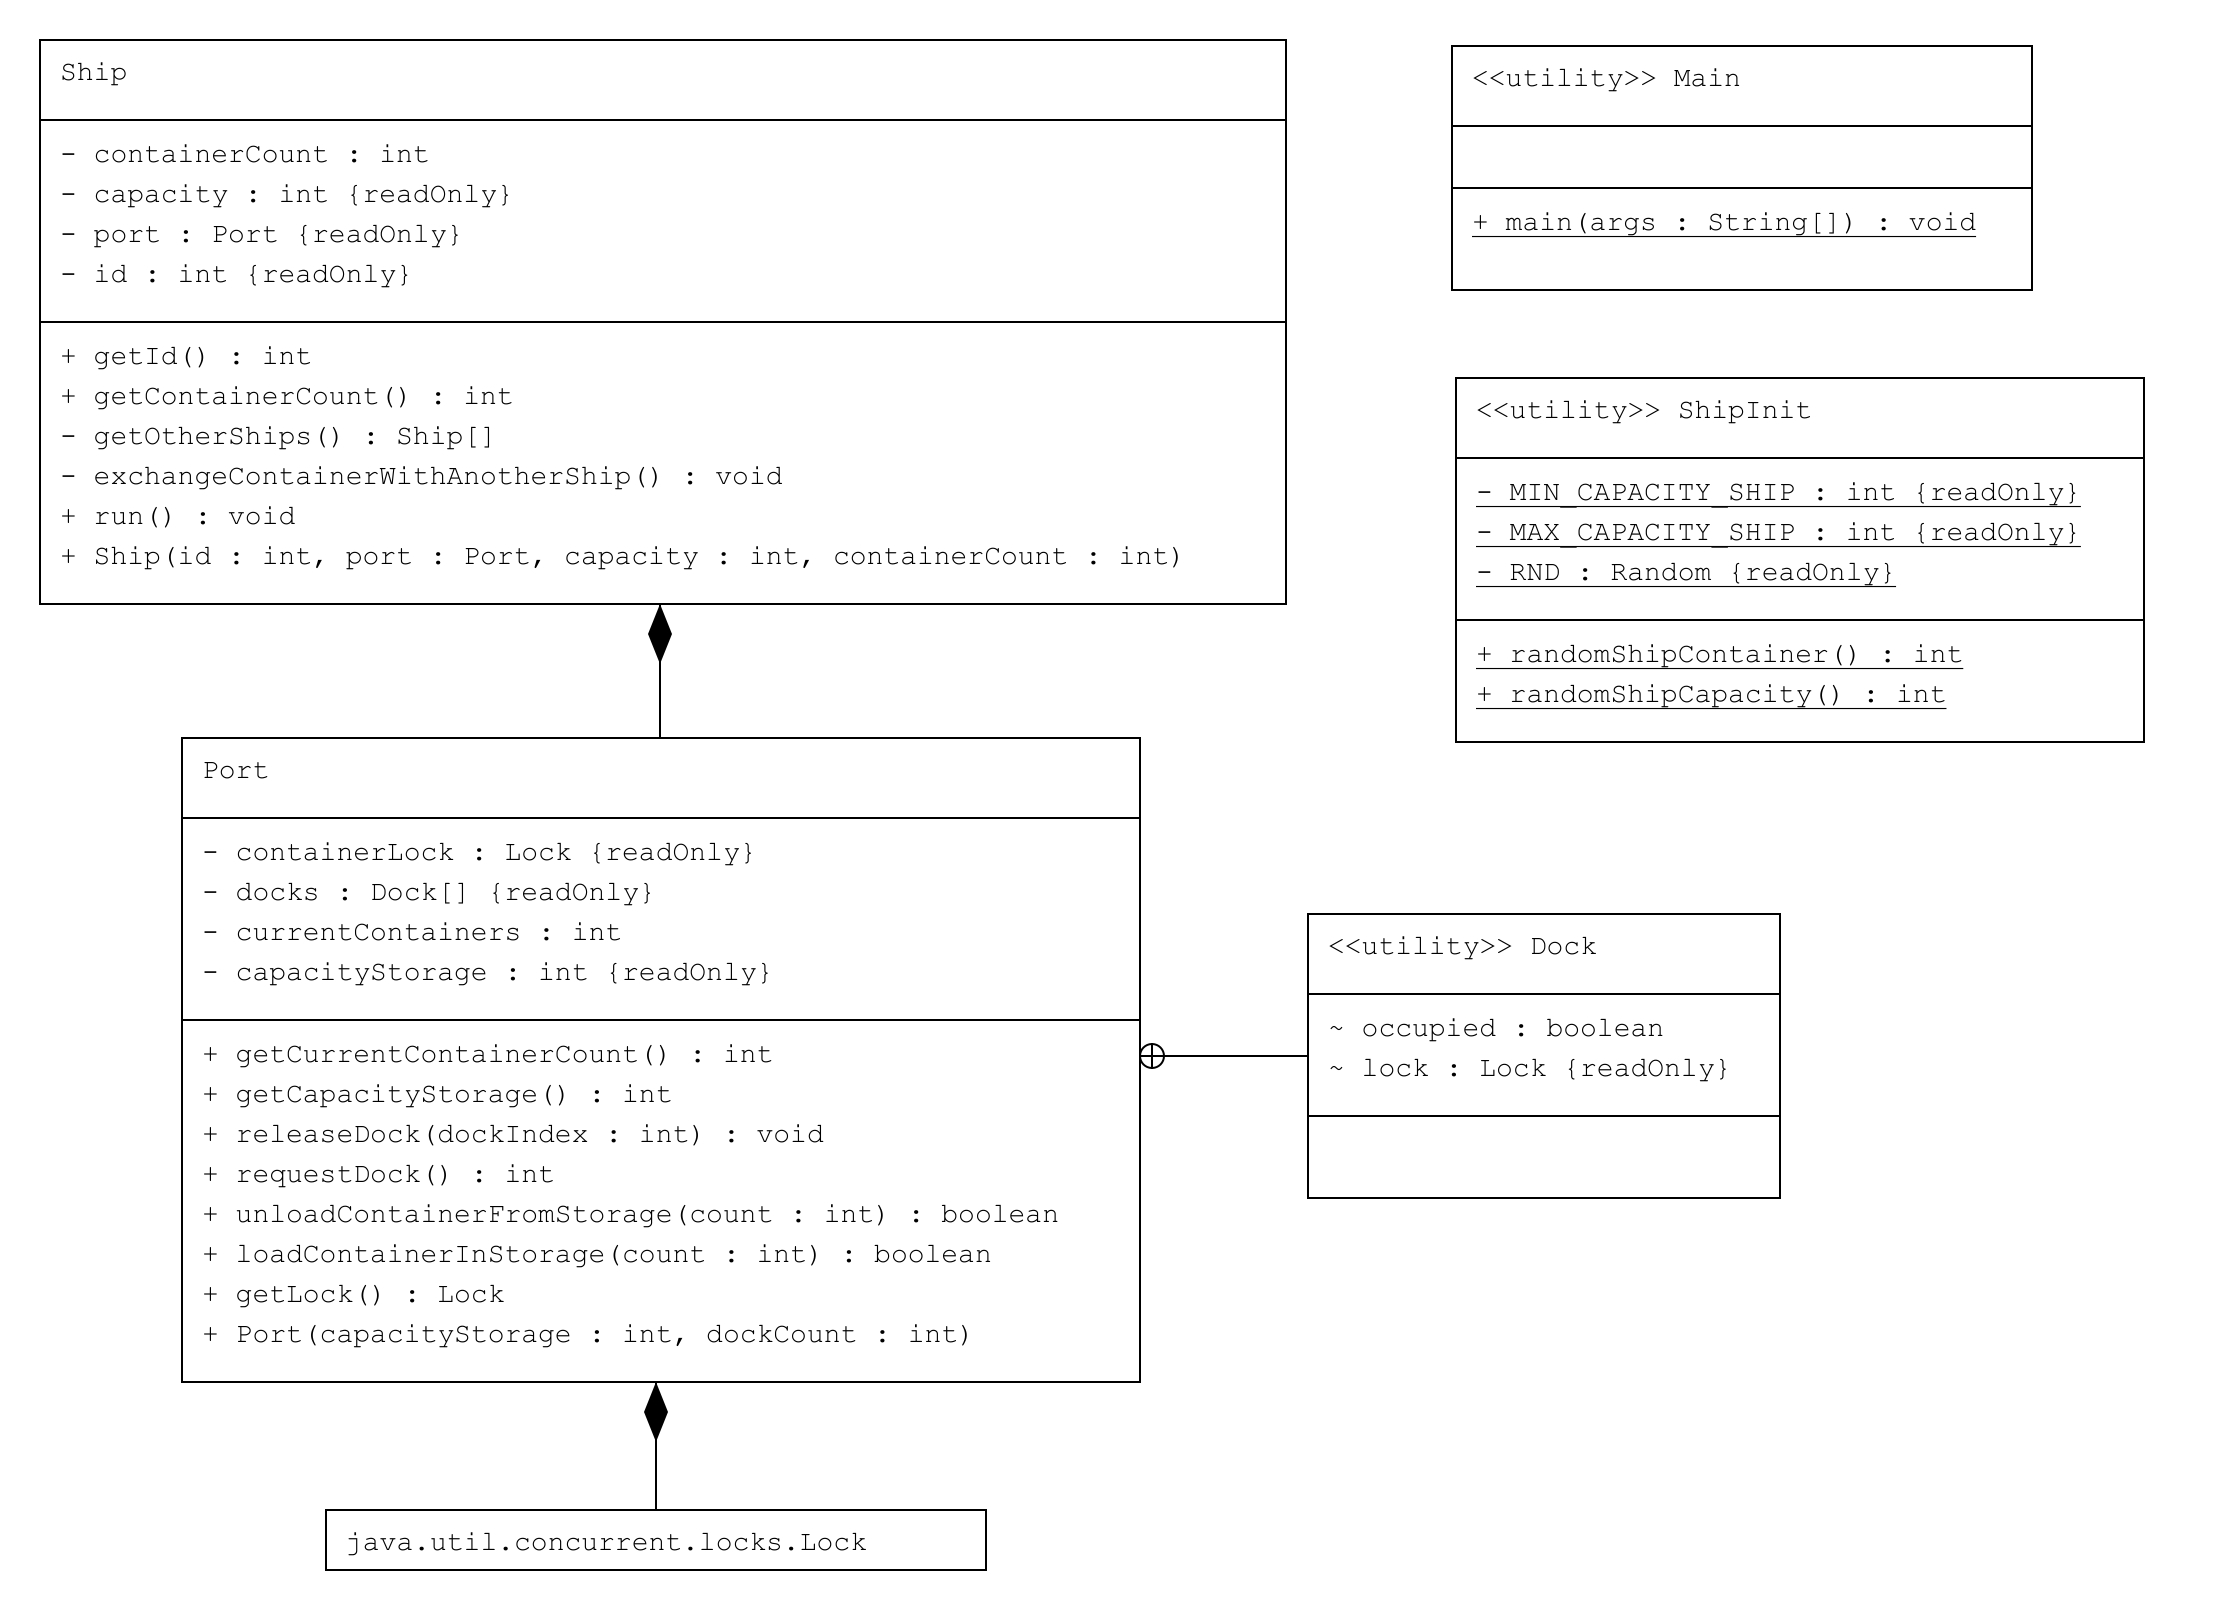 Ship
- containerCount : int
- capacity : int {readOnly}
- port : Port {readOnly}
- id : int {readOnly}
+ getId() : int
+ getContainerCount() : int
- getOtherShips() : Ship[]
- exchangeContainerWithAnotherShip() : void
+ run() : void
+ Ship(id : int, port : Port, capacity : int, containerCount : int)
<<utility>> Main
+ main(args : String[]) : void
<<utility>> ShipInit
- MIN_CAPACITY_SHIP : int {readOnly}
- MAX_CAPACITY_SHIP : int {readOnly}
- RND : Random {readOnly}
+ randomShipContainer() : int
+ randomShipCapacity() : int
Port
- containerLock : Lock {readOnly}
- docks : Dock[] {readOnly}
- currentContainers : int
- capacityStorage : int {readOnly}
+ getCurrentContainerCount() : int
+ getCapacityStorage() : int
+ releaseDock(dockIndex : int) : void
+ requestDock() : int
+ unloadContainerFromStorage(count : int) : boolean
+ loadContainerInStorage(count : int) : boolean
+ getLock() : Lock
+ Port(capacityStorage : int, dockCount : int)
<<utility>> Dock
~ occupied : boolean
~ lock : Lock {readOnly}
java.util.concurrent.locks.Lock